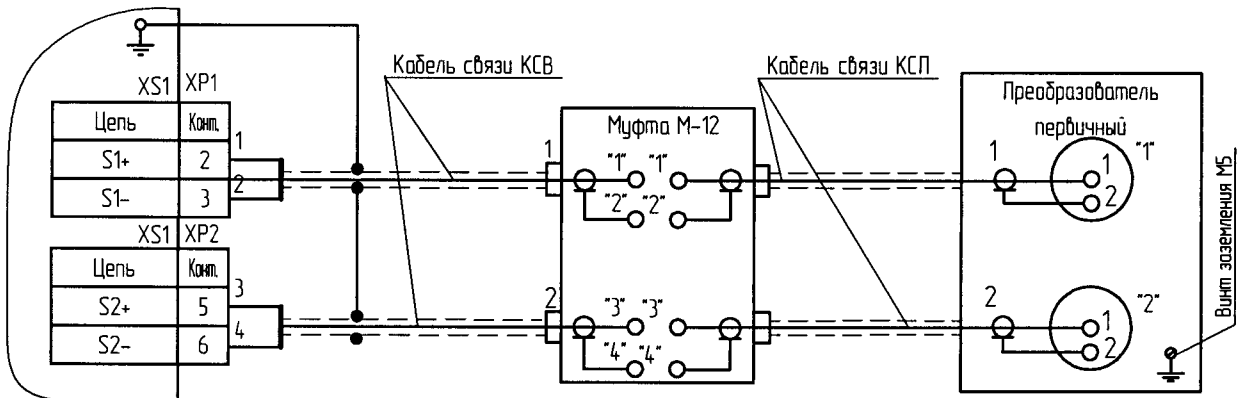 Кабель связи КСВ
Кабель связи КСП
XS1 XP1
Цепь Конт.
S1+ 2
S1– 3
1
2
XS1 XP2
Цепь Конт.
S2+ 5
S2– 6
3
4
Муфта М-12
1
"1" "1"
"2" "2"
2
"3" "3"
"4" "4"
Преобразователь
первичный
1
1
2
"1"
2
1
2
"2"
Винт заземления М5